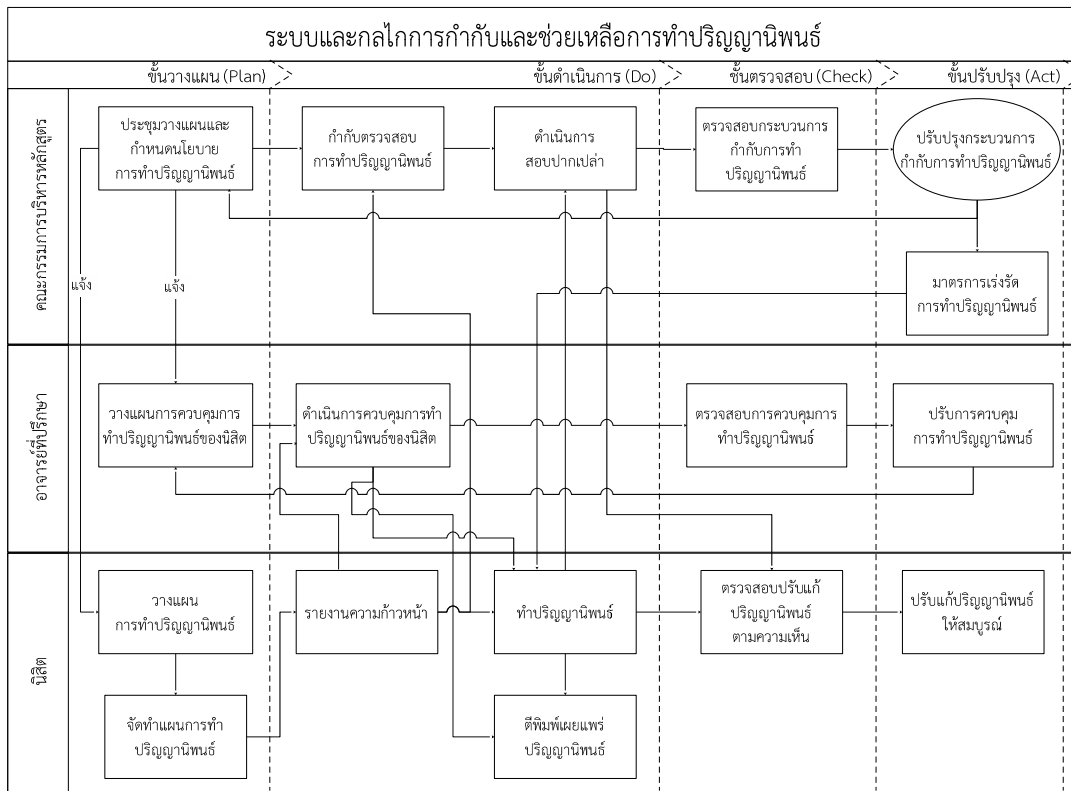 ระบบและกลไกการกำกับและช่วยเหลือการทำปริญญานิพนธ์
ขั้นวางแผน (Plan)
ขั้นดำเนินการ (Do)
ขั้นตรวจสอบ (Check)
ขั้นปรับปรุง (Act)
คณะกรรมการบริหารหลักสูตร
ประชุมวางแผนและ
กำหนดนโยบาย
การทำปริญญานิพนธ์
กำกับตรวจสอบ
การทำปริญญานิพนธ์
ดำเนินการ
สอบปากเปล่า
ตรวจสอบกระบวนการ
กำกับการทำ
ปริญญานิพนธ์
ปรับปรุงกระบวนการ
กำกับการทำปริญญานิพนธ์
แจ้ง
แจ้ง
มาตรการเร่งรัด
การทำปริญญานิพนธ์
อาจารย์ที่ปรึกษา
วางแผนการควบคุมการ
ทำปริญญานิพนธ์ของนิสิต
ดำเนินการควบคุมการทำ
ปริญญานิพนธ์ของนิสิต
ตรวจสอบการควบคุมการ
ทำปริญญานิพนธ์
ปรับการควบคุม
การทำปริญญานิพนธ์
นิสิต
วางแผน
การทำปริญญานิพนธ์
รายงานความก้าวหน้า
ทำปริญญานิพนธ์
ตรวจสอบปรับแก้
ปริญญานิพนธ์
ตามความเห็น
ปรับแก้ปริญญานิพนธ์
ให้สมบูรณ์
จัดทำแผนการทำ
ปริญญานิพนธ์
ตีพิมพ์เผยแพร่
ปริญญานิพนธ์